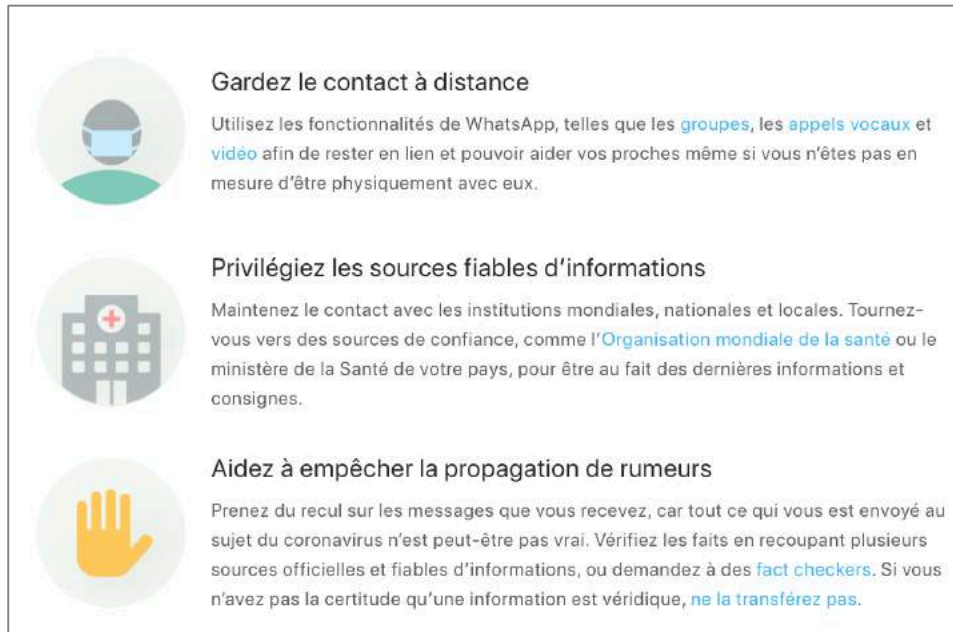 Gardez le contact à distance
Utilisez les fonctionnalités de WhatsApp, telles que les groupes, les appels vocaux et
vidéo afin de rester en lien et pouvoir aider vos proches même si vous n'êtes pas en
mesure d'être physiquement avec eux.
Privilégiez les sources fiables d'informations
Maintenez le contact avec les institutions mondiales, nationales et locales. Tournez-
vous vers des sources de confiance, comme l'Organisation mondiale de la santé ou le
ministère de la Santé de votre pays, pour être au fait des dernières informations et
consignes.
Aidez à empêcher la propagation de rumeurs
Prenez du recul sur les messages que vous recevez, car tout ce qui vous est envoyé au
sujet du coronavirus n'est peut-être pas vrai. Vérifiez les faits en recoupant plusieurs
sources officielles et fiables d'informations, ou demandez à des fact checkers. Si vous
n'avez pas la certitude qu'une information est véridique, ne la transférez pas.